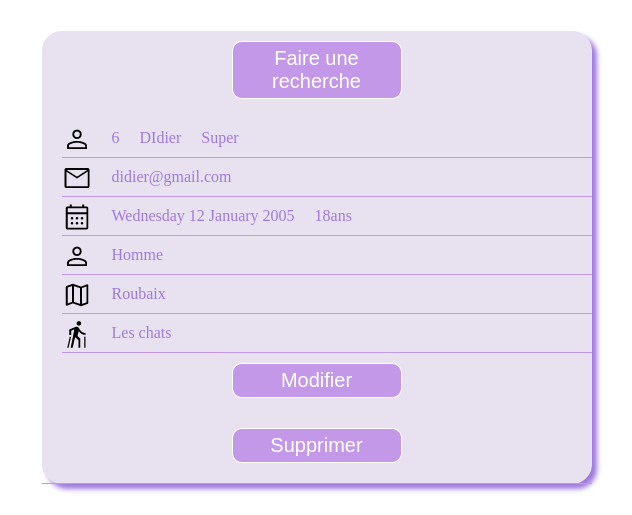 Faire une
recherche
6 DIdier Super
didier@gmail.com
Wednesday 12 January 2005 18ans
Homme
Roubaix
Les chats
Modifier
Supprimer